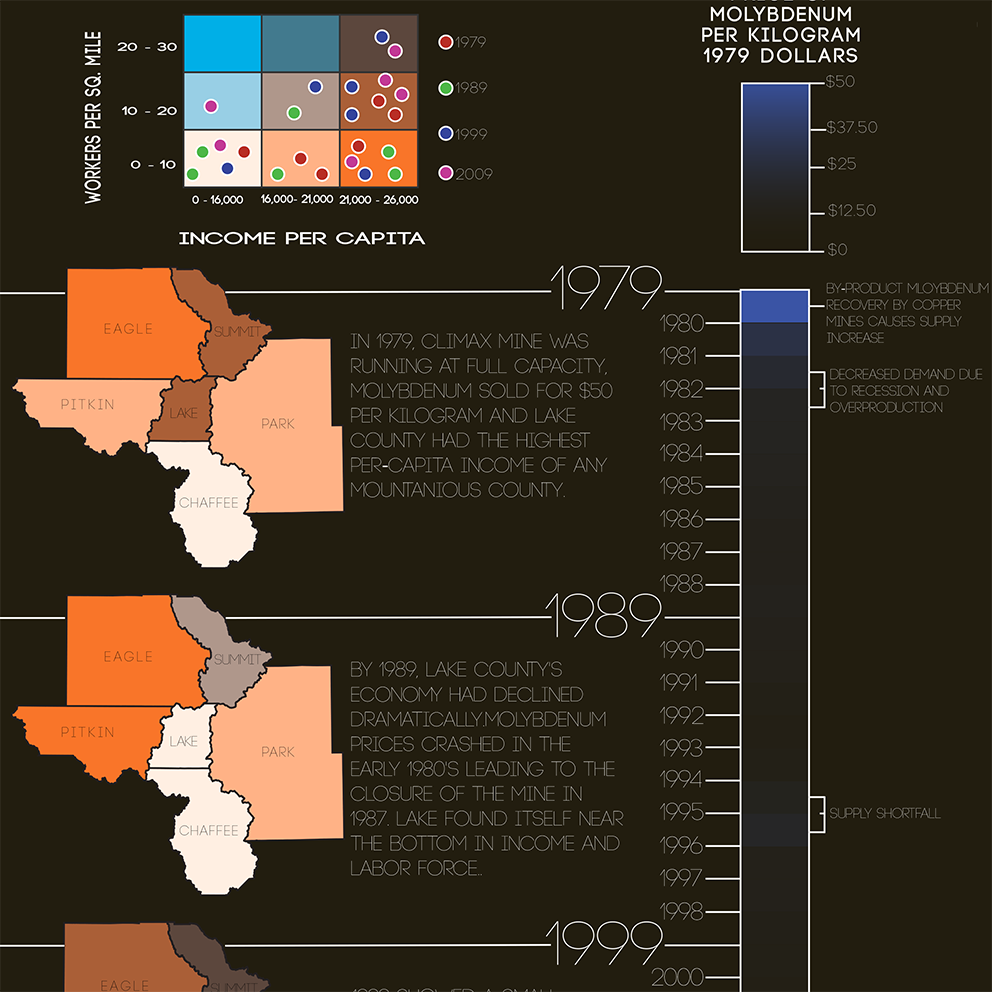 MOLYBDENUM
PER KILOGRAM
1979 DOLLARS
$50
$37.50
$25
$12.50
$0
WORKERS PER SQ. MILE
20 - 30
10 - 20
0 - 10
0 - 16,000
16,000- 21,000
21,000 - 26,000
INCOME PER CAPITA
1979
1989
1999
2009
1979
EAGLE
SUMMIT
PITKIN
LAKE
PARK
CHAFFEE
IN 1979, CLIMAX MINE WAS
RUNNING AT FULL CAPACITY,
MOLYBDENUM SOLD FOR $50
PER KILOGRAM AND LAKE
COUNTY HAD THE HIGHEST
PER-CAPITA INCOME OF ANY
MOUNTANIOUS COUNTY.
BY-PRODUCT MLOYBDENUM
RECOVERY BY COPPER
MINES CAUSES SUPPLY
INCREASE
1980
1981
DECREASED DEMAND DUE
TO RECESSION AND
OVERPRODUCTION
1982
1983
1984
1985
1986
1987
1988
1989
EAGLE
SUMMIT
PITKIN
LAKE
PARK
CHAFFEE
BY 1989, LAKE COUNTY'S
ECONOMY HAD DECLINED
DRAMATICALLY.MOLYBDENUM
PRICES CRASHED IN THE
EARLY 1980'S LEADING TO THE
CLOSURE OF THE MINE IN
1987. LAKE FOUND ITSELF NEAR
THE BOTTOM IN INCOME AND
LABOR FORCE..
1990
1991
1992
1993
1994
1995
SUPPLY SHORTFALL
1996
1997
1998
1999
EAGLE
SUMMIT
2000